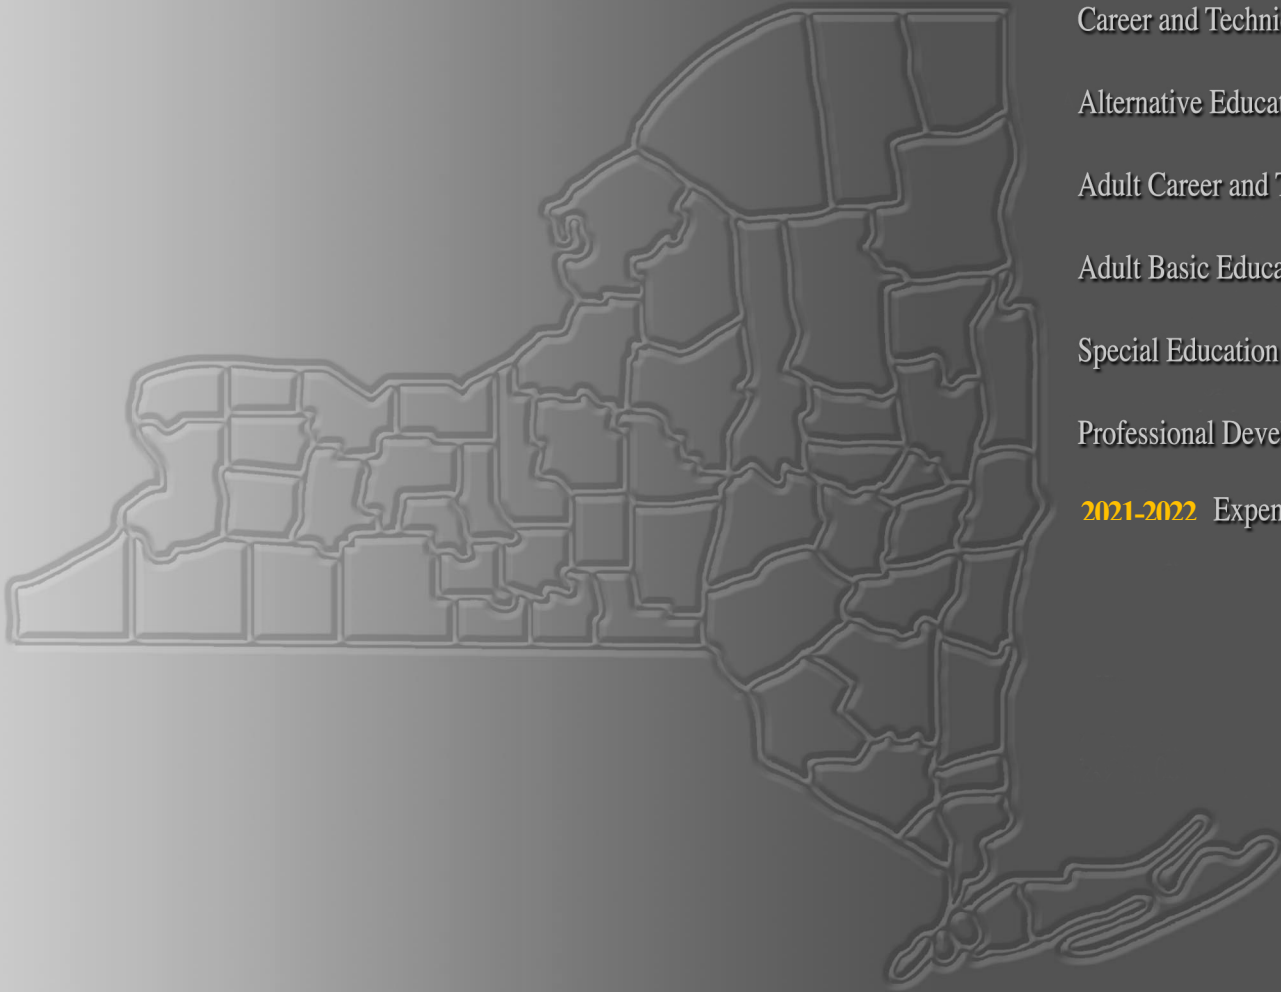 Career and Techni
Alternative Educat
Adult Career and T
Adult Basic Educa
Special Education
Professional Deve
2021-2022 Expen